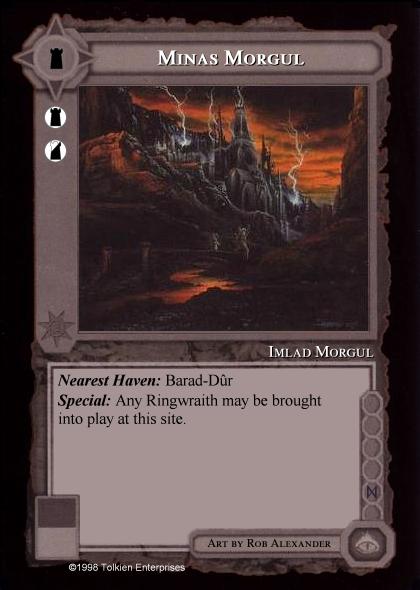 MINAS MORGUL
IMLAD MORGUL
Nearest Haven: Barad-Dûr
Special: Any Ringwraith may be brought
into play at this site.
ART BY ROB ALEXANDER
©1998 Tolkien Enterprises